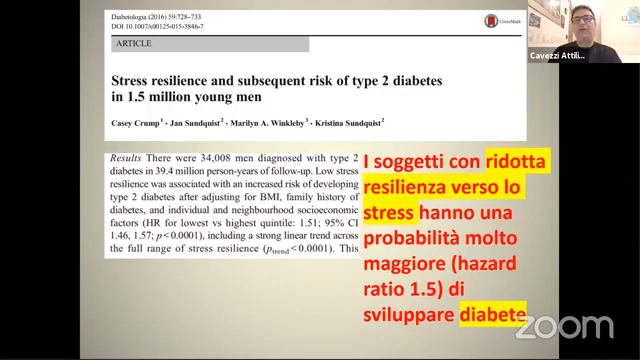 Diabetologia (2016) 59:728–733
DOI 10.1007/s00125-015-3846-7
CrossMark
ARTICLE
Stress resilience and subsequent risk of type 2 diabetes
in 1.5 million young men
Casey Crump1 · Jan Sundquist2 · Marilyn A. Winkleby3 · Kristina Sundquist2
Results There were 34,008 men diagnosed with type 2
diabetes in 39.4 million person-years of follow-up. Low stress
resilience was associated with an increased risk of developing
type 2 diabetes after adjusting for BMI, family history of
diabetes, and individual and neighbourhood socioeconomic
factors (HR for lowest vs highest quintile: 1.51; 95% CI
1.46, 1.57; p<0.0001), including a strong linear trend across
the full range of stress resilience (ptrend<0.0001). This
I soggetti con ridotta
resilienza verso lo
stress hanno una
probabilità molto
maggiore (hazard
ratio 1.5) di
sviluppare diabete
Cavezzi Attili...
zoom